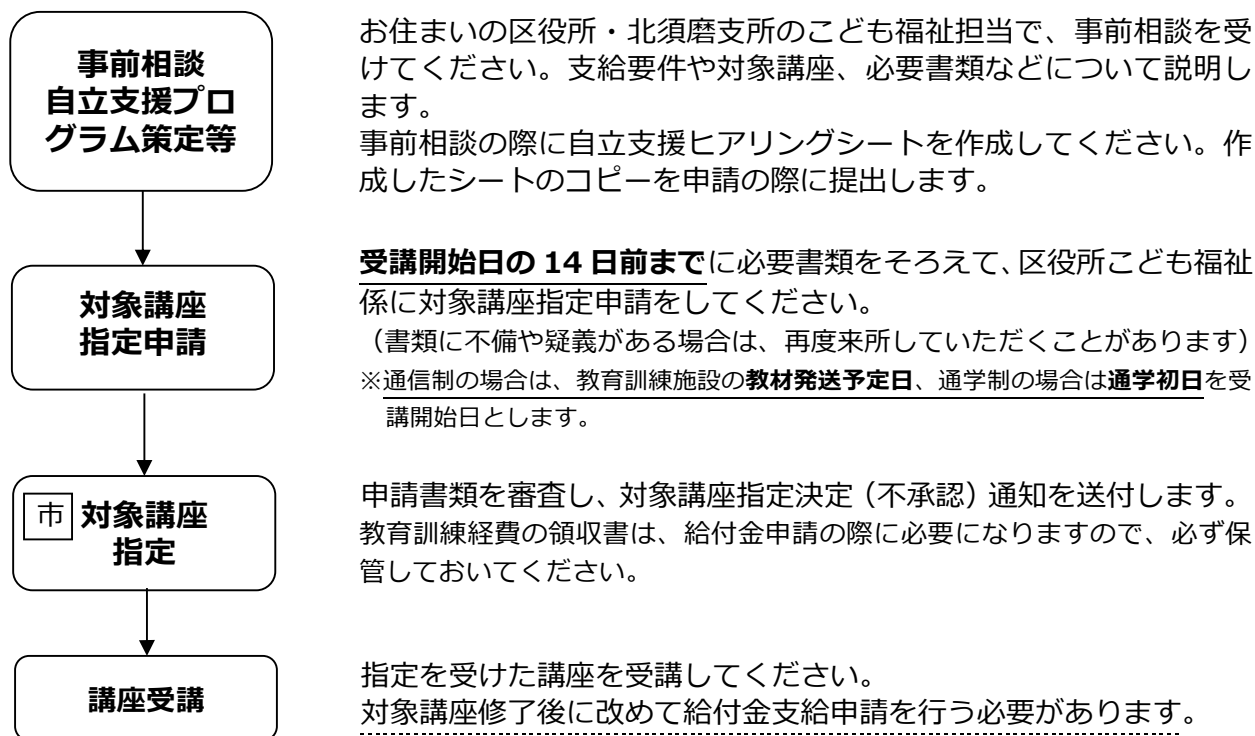 事前相談
自立支援プロ
グラム策定等
お住まいの区役所・北須磨支所のこども福祉担当で、事前相談を受
けてください。支給要件や対象講座、必要書類などについて説明し
ます。
事前相談の際に自立支援ヒアリングシートを作成してください。作
成したシートのコピーを申請の際に提出します。
対象講座
指定申請
受講開始日の 14 日前までに必要書類をそろえて、区役所こども福祉
係に対象講座指定申請をしてください。
（書類に不備や疑義がある場合は、再度来所していただくことがあります）
※通信制の場合は、教育訓練施設の教材発送予定日、通学制の場合は通学初日を受
講開始日とします。
市 対象講座
指定
申請書類を審査し、対象講座指定決定（不承認）通知を送付します。
教育訓練経費の領収書は、給付金申請の際に必要になりますので、必ず保
管しておいてください。
講座受講
指定を受けた講座を受講してください。
対象講座修了後に改めて給付金支給申請を行う必要があります。